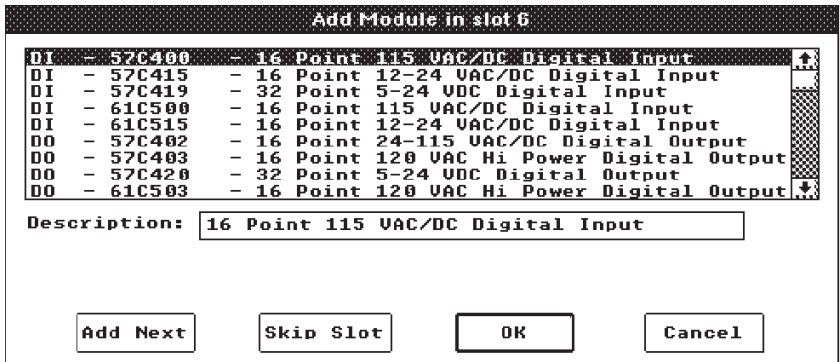 Add Module in slot 6
DI - 57C400 - 16 Point 115 VAC/DC Digital Input
DI - 57C415 - 16 Point 12-24 VAC/DC Digital Input
DI - 57C419 - 32 Point 5-24 VDC Digital Input
DI - 61C500 - 16 Point 115 VAC/DC Digital Input
DI - 61C515 - 16 Point 12-24 VAC/DC Digital Input
DO - 57C402 - 16 Point 24-115 VAC/DC Digital Output
DO - 57C403 - 16 Point 120 VAC Hi Power Digital Output
DO - 57C420 - 32 Point 5-24 VDC Digital Output
DO - 61C503 - 16 Point 120 VAC Hi Power Digital Output
Description: 16 Point 115 VAC/DC Digital Input
Add Next Skip Slot OK Cancel